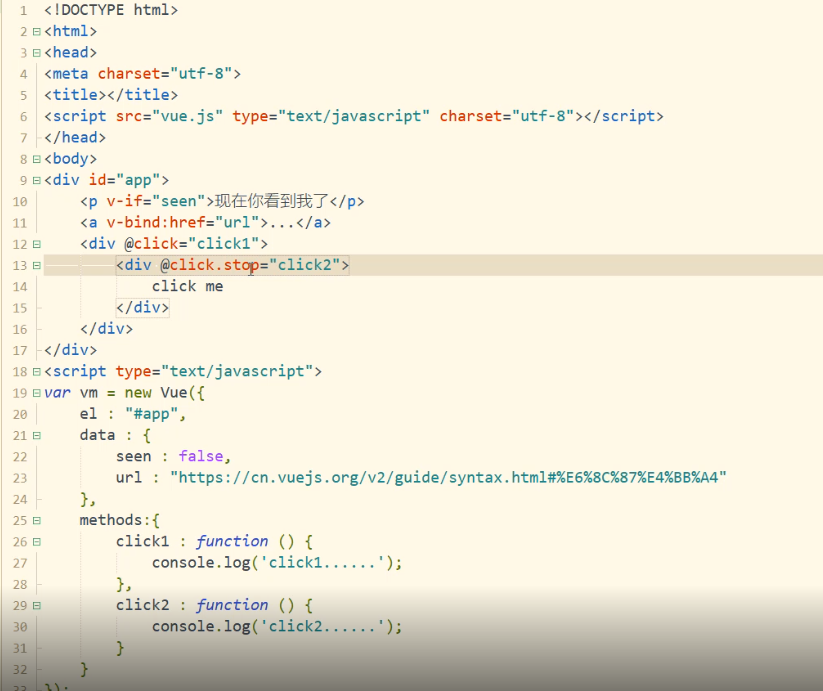 1 <!DOCTYPE html>
2 <html>
3 <head>
4 <meta charset="utf-8">
5 <title></title>
6 <script src="vue.js" type="text/javascript" charset="utf-8"></script>
7 </head>
8 <body>
9 <div id="app">
10     <p v-if="seen">现在你看到我了</p>
11     <a v-bind:href="url">...</a>
12     <div @click="click1">
13         <div @click.stop="click2">
14             click me
15         </div>
16     </div>
17 </div>
18 <script type="text/javascript">
19 var vm = new Vue({
20     el : "#app",
21     data : {
22         seen : false,
23         url : "https://cn.vuejs.org/v2/guide/syntax.html#%E6%8C%87%E4%BB%A4"
24     },
25     methods:{
26         click1 : function () {
27             console.log('click1......');
28         },
29         click2 : function () {
30             console.log('click2......');
31         }
32     }
33 });